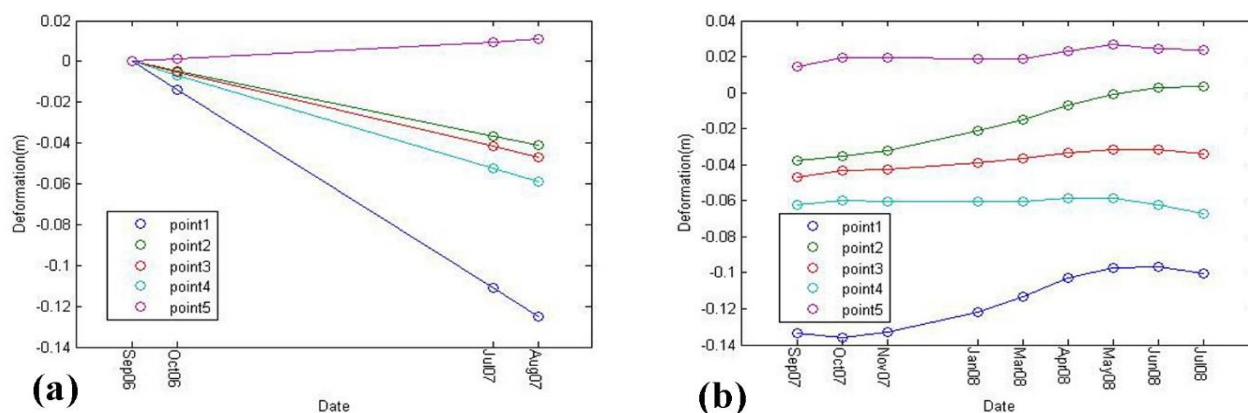 0.02
0
-0.02
-0.04
-0.06
-0.08
-0.1
-0.12
-0.14
Deformation(m)
point1
point2
point3
point4
point5
Sep06
Oct06
Jul07
Aug07
Date
(a)
0.04
0.02
0
-0.02
-0.04
-0.06
-0.08
-0.1
-0.12
-0.14
Deformation(m)
point1
point2
point3
point4
point5
Sep07
Oct07
Nov07
Jan08
Mar08
Apr08
May08
Jun08
Jul08
Date
(b)